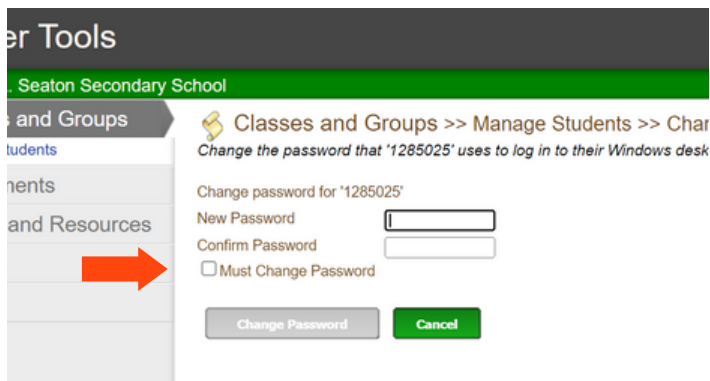 er Tools
. Seaton Secondary School
and Groups
Classes and Groups >> Manage Students >> Char
tudents
Change the password that '1285025' uses to log in to their Windows desk
nents
Change password for '1285025'
and Resources
New Password
Confirm Password
Must Change Password
Change Password
Cancel